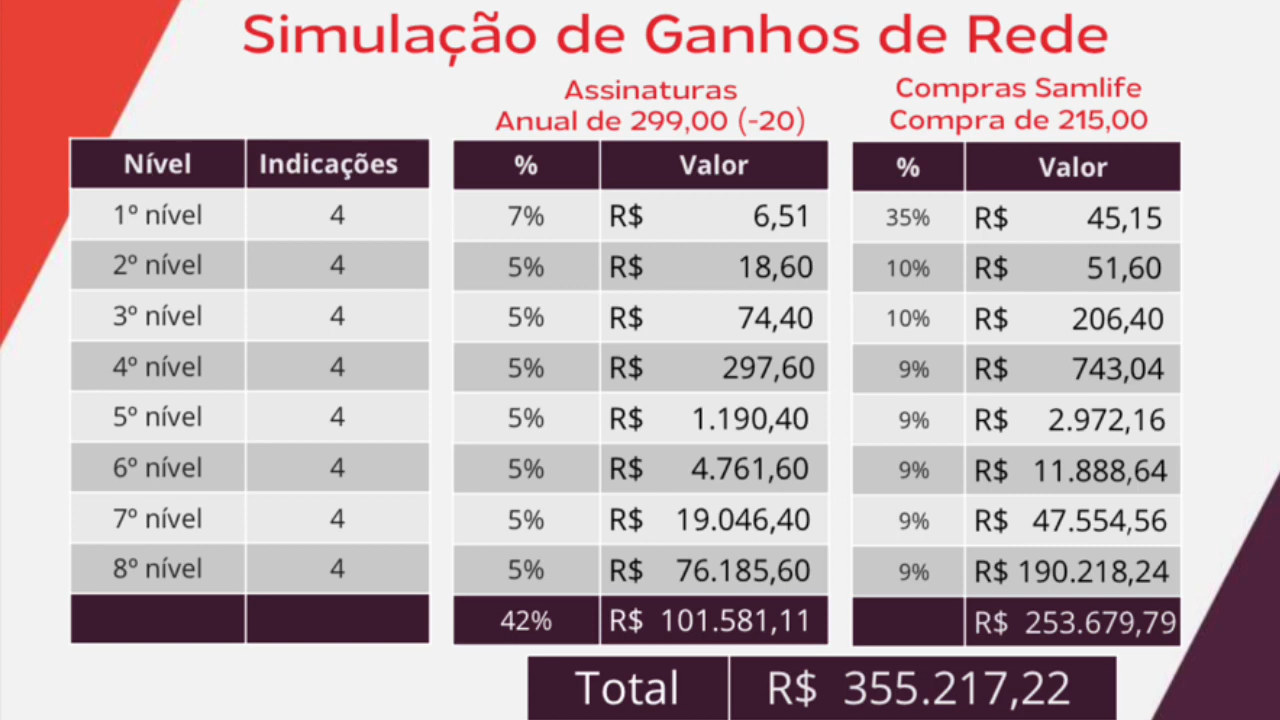 Simulação de Ganhos de Rede
Assinaturas
Anual de 299,00 (-20)
Compras Samlife
Compra de 215,00
Nível Indicações % Valor % Valor
1º nível 4 7% R$ 6,51 35% R$ 45,15
2º nível 4 5% R$ 18,60 10% R$ 51,60
3º nível 4 5% R$ 74,40 10% R$ 206,40
4º nível 4 5% R$ 297,60 9% R$ 743,04
5º nível 4 5% R$ 1.190,40 9% R$ 2.972,16
6º nível 4 5% R$ 4.761,60 9% R$ 11.888,64
7º nível 4 5% R$ 19.046,40 9% R$ 47.554,56
8º nível 4 5% R$ 76.185,60 9% R$ 190.218,24
42% R$ 101.581,11 R$ 253.679,79
Total R$ 355.217,22